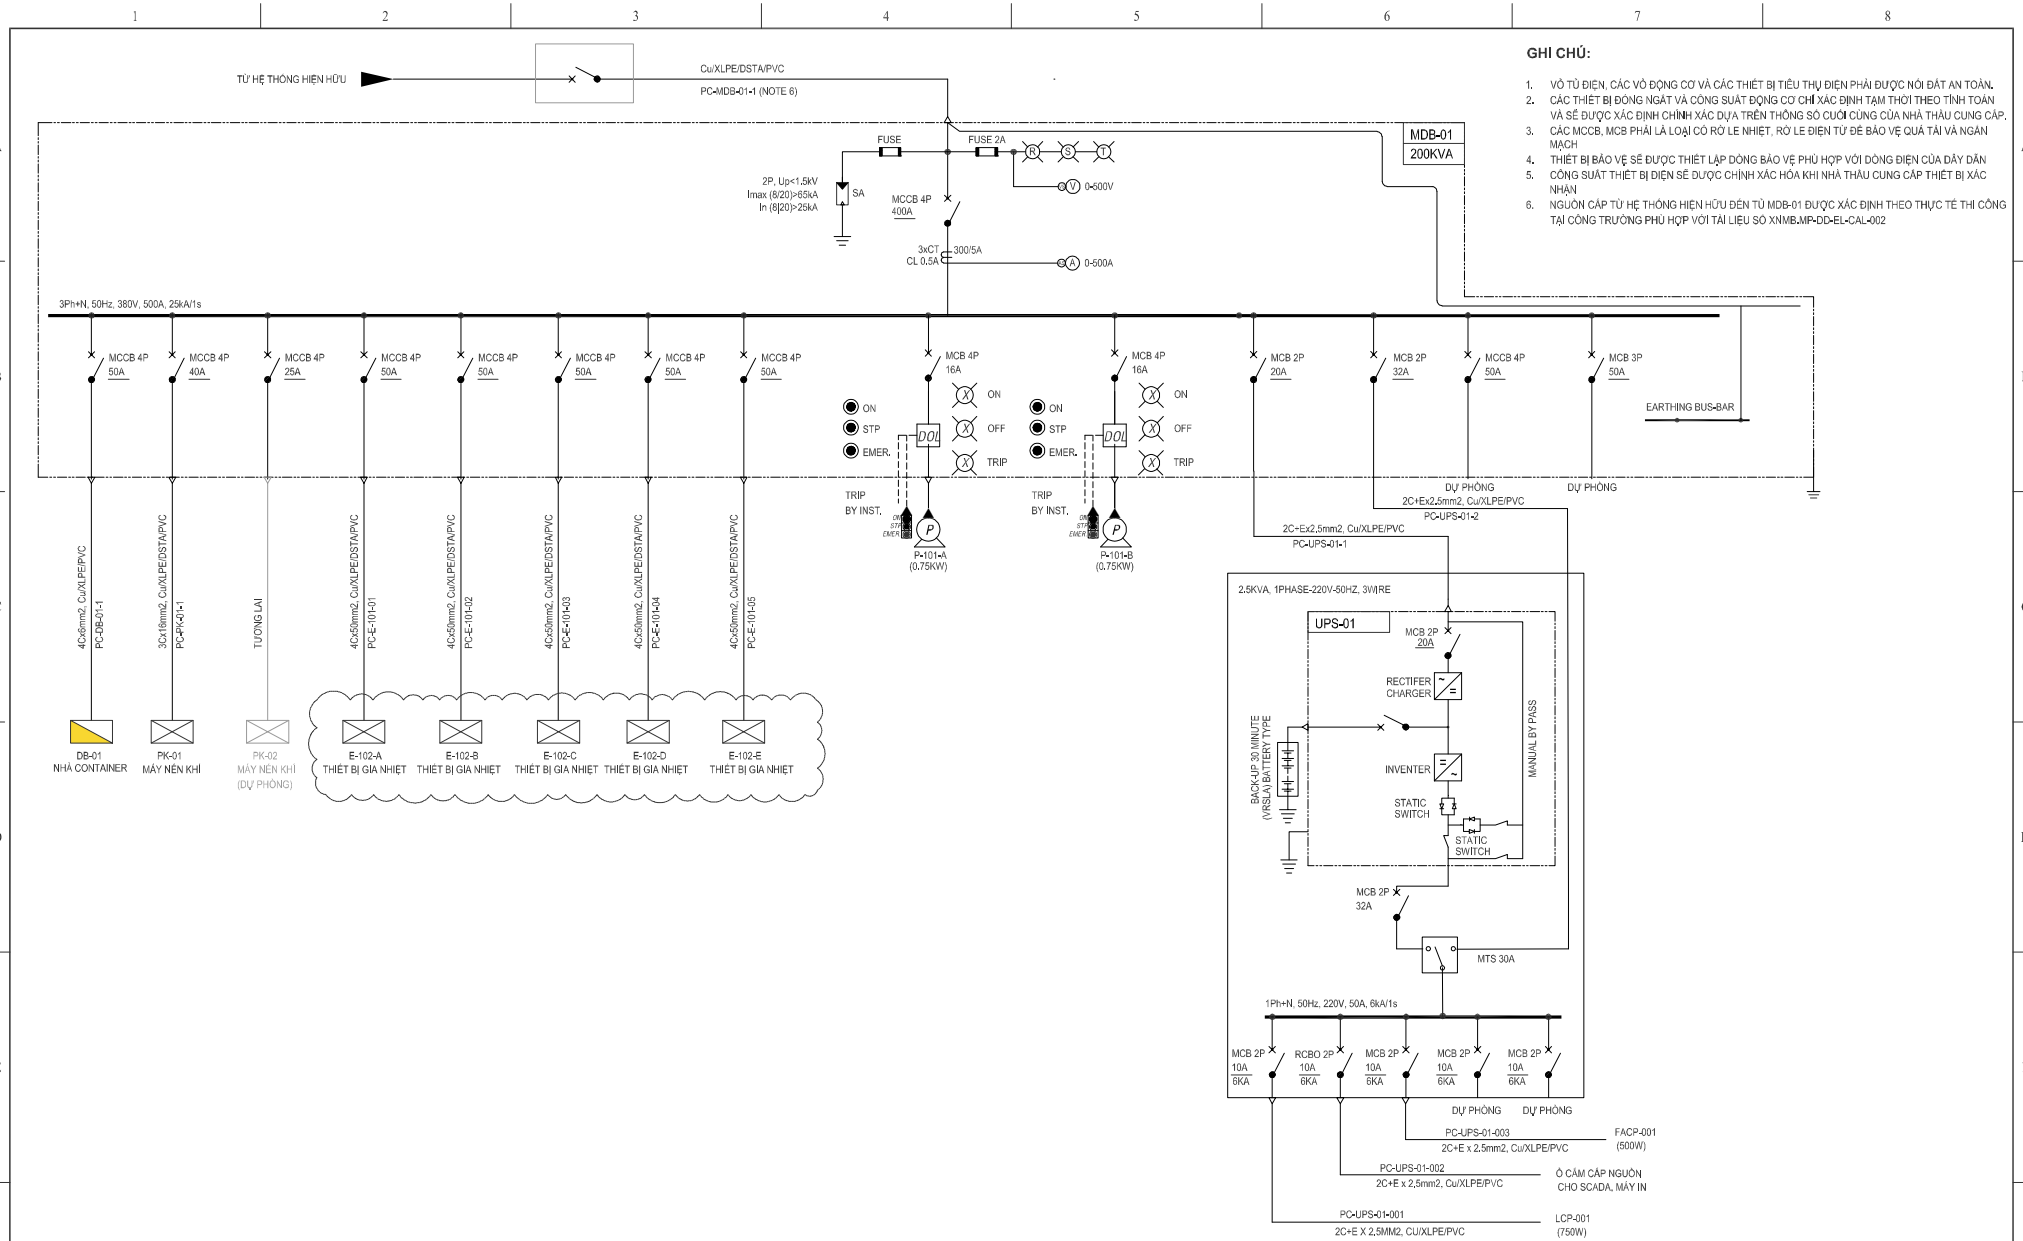 1 2 3 4 5 6 7 8
TỪ HỆ THỐNG HIỆN HỮU
Cu/XLPE/DSTA/PVC
PC-MDB-01-1 (NOTE 6)
GHI CHÚ:
1. VỎ TỦ ĐIỆN, CÁC VỎ ĐỘNG CƠ VÀ CÁC THIẾT BỊ TIÊU THỤ ĐIỆN PHẢI ĐƯỢC NỐI ĐẤT AN TOÀN.
2. CÁC THIẾT BỊ ĐÓNG NGẮT VÀ CÔNG SUẤT ĐỘNG CƠ CHỈ XÁC ĐỊNH TẠM THỜI THEO TÍNH TOÁN
VÀ SẼ ĐƯỢC XÁC ĐỊNH CHÍNH XÁC DỰA TRÊN THÔNG SỐ CUỐI CÙNG CỦA NHÀ THẦU CUNG CẤP.
3. CÁC MCCB, MCB PHẢI LÀ LOẠI CÓ RƠ LE NHIỆT, RƠ LE ĐIỆN TỪ ĐỂ BẢO VỆ QUÁ TẢI VÀ NGẮN
MẠCH
4. THIẾT BỊ BẢO VỆ SẼ ĐƯỢC THIẾT LẬP DÒNG BẢO VỆ PHÙ HỢP VỚI DÒNG ĐIỆN CỦA DÂY DẪN
5. CÔNG SUẤT THIẾT BỊ ĐIỆN SẼ ĐƯỢC CHÍNH XÁC HÓA KHI NHÀ THẦU CUNG CẤP THIẾT BỊ XÁC
NHẬN
6. NGUỒN CẤP TỪ HỆ THỐNG HIỆN HỮU ĐẾN TỦ MDB-01 ĐƯỢC XÁC ĐỊNH THEO THỰC TẾ THI CÔNG
TẠI CÔNG TRƯỜNG PHÙ HỢP VỚI TÀI LIỆU SỐ XNMB.MP-DD-EL-CAL-002
MDB-01
200KVA
FUSE
FUSE 2A
R S T
2P, Up<1.5kV
Imax (8/20)>65kA
In (8|20)>25kA
SA
V 0-500V
MCCB 4P
400A
3xCT
CL 0.5A
300/5A
A 0-500A
3Ph+N, 50Hz, 380V, 500A, 25kA/1s
MCCB 4P
50A
MCCB 4P
40A
MCCB 4P
25A
MCCB 4P
50A
MCCB 4P
50A
MCCB 4P
50A
MCCB 4P
50A
MCCB 4P
50A
MCB 4P
16A
MCB 4P
16A
MCB 2P
20A
MCB 2P
32A
MCCB 4P
50A
MCB 3P
50A
ON
STP
EMER.
DOL
X ON
X OFF
X TRIP
ON
STP
EMER.
DOL
X ON
X OFF
X TRIP
EARTHING BUS-BAR
DỰ PHÒNG
DỰ PHÒNG
TRIP
BY INST.
ON
STP
EMER
P
P-101-A
(0.75KW)
TRIP
BY INST.
ON
STP
EMER
P
P-101-B
(0.75KW)
2C+Ex2.5mm2, Cu/XLPE/PVC
PC-UPS-01-2
2C+Ex2,5mm2, Cu/XLPE/PVC
PC-UPS-01-1
4Cx6mm2, Cu/XLPE/PVC
PC-DB-01-1
3Cx16mm2, Cu/XLPE/DSTA/PVC
PC-PK-01-1
TƯƠNG LAI
4Cx50mm2, Cu/XLPE/DSTA/PVC
PC-E-101-01
4Cx50mm2, Cu/XLPE/DSTA/PVC
PC-E-101-02
4Cx50mm2, Cu/XLPE/DSTA/PVC
PC-E-101-03
4Cx50mm2, Cu/XLPE/DSTA/PVC
PC-E-101-04
4Cx50mm2, Cu/XLPE/DSTA/PVC
PC-E-101-05
DB-01
NHÀ CONTAINER
PK-01
MÁY NÉN KHÍ
PK-02
MÁY NÉN KHÍ
(DỰ PHÒNG)
E-102-A
THIẾT BỊ GIA NHIỆT
E-102-B
THIẾT BỊ GIA NHIỆT
E-102-C
THIẾT BỊ GIA NHIỆT
E-102-D
THIẾT BỊ GIA NHIỆT
E-102-E
THIẾT BỊ GIA NHIỆT
2.5KVA, 1PHASE-220V-50HZ, 3WIRE
UPS-01
MCB 2P
20A
RECTIFER
CHARGER
MANUAL BY PASS
BACK-UP 30 MINUTE
(VRSLA) BATTERY TYPE
INVENTER
STATIC
SWITCH
STATIC
SWITCH
MCB 2P
32A
MTS 30A
1Ph+N, 50Hz, 220V, 50A, 6kA/1s
MCB 2P
10A
6KA
RCBO 2P
10A
6KA
MCB 2P
10A
6KA
MCB 2P
10A
6KA
MCB 2P
10A
6KA
DỰ PHÒNG
DỰ PHÒNG
PC-UPS-01-003
2C+E x 2.5mm2, Cu/XLPE/PVC
FACP-001
(500W)
PC-UPS-01-002
2C+E x 2,5mm2, Cu/XLPE/PVC
Ổ CẮM CẤP NGUỒN
CHO SCADA, MÁY IN
PC-UPS-01-001
2C+E X 2,5MM2, CU/XLPE/PVC
LCP-001
(750W)